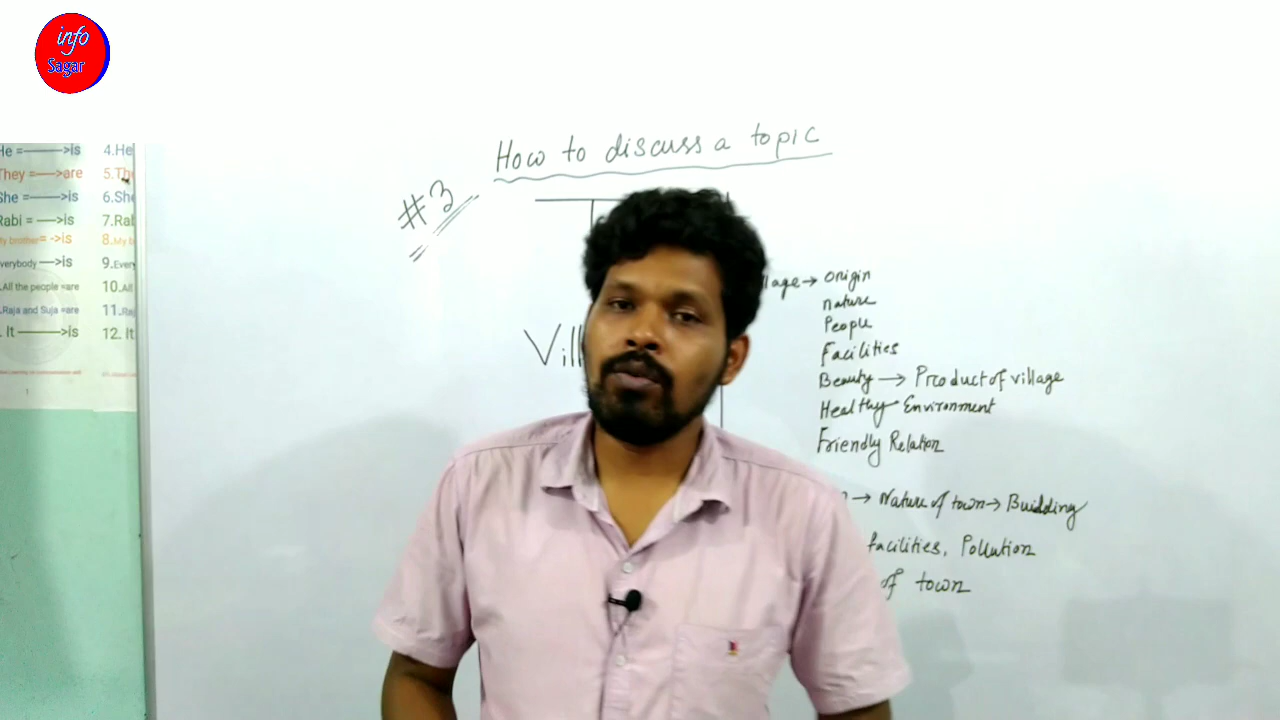 info
Sagar
How to discuss a topic
#3
He =———>is
They =—->are
She =—->is
Rabi = —->is
My brother= ->is
everybody —>is
.All the people =are
.Raja and Suja =are
. It ———>is
4.He
5.Th
6.She
7.Rab
8.My b
9.Every
10.All
11.Raj
12. It
Vill
lage → origin
nature
People
Facilities
Beauty → Product of village
Healthy Environment
Friendly Relation
n → Nature of town → Buidding
facilities, Pollution
of town